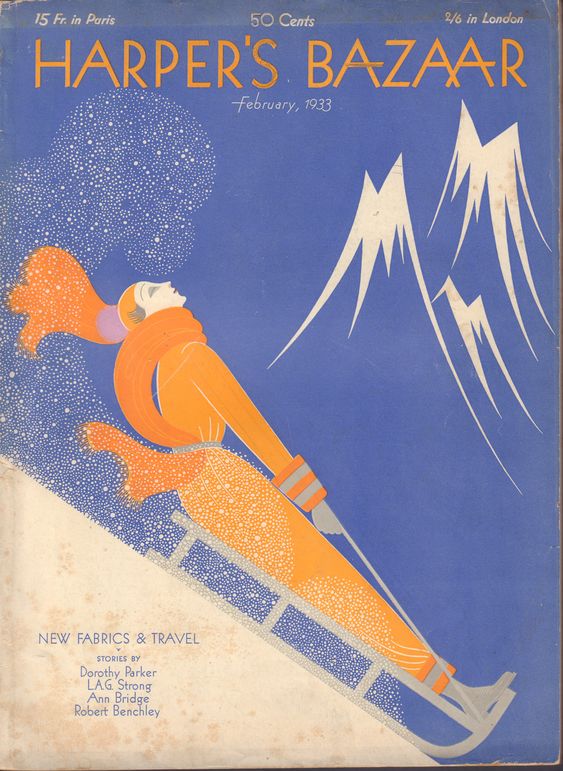 15 Fr. in Paris
50 Cents
2/6 in London
HARPER'S BAZAAR
February, 1933
NEW FABRICS & TRAVEL
STORIES BY
Dorothy Parker
L.A.G. Strong
Ann Bridge
Robert Benchley